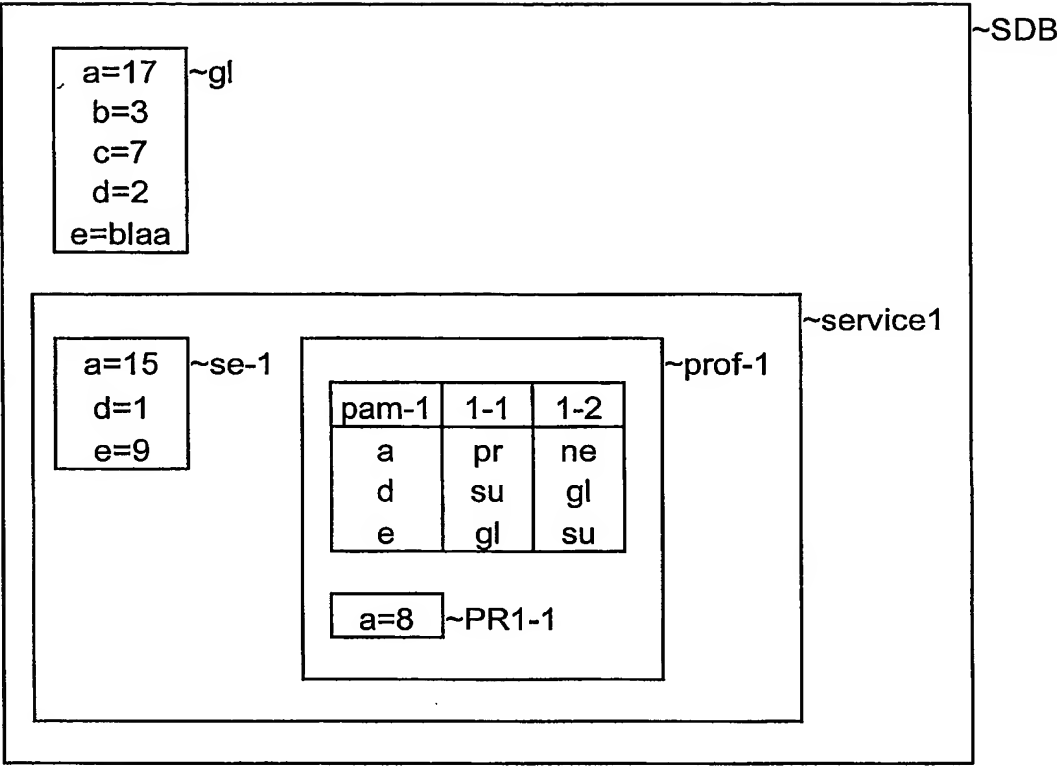 ~SDB
a=17 ~gl
b=3
c=7
d=2
e=blaa
~service1
a=15 ~se-1
d=1
e=9
~prof-1
pam-1 1-1 1-2
a pr ne
d su gl
e gl su
a=8 ~PR1-1